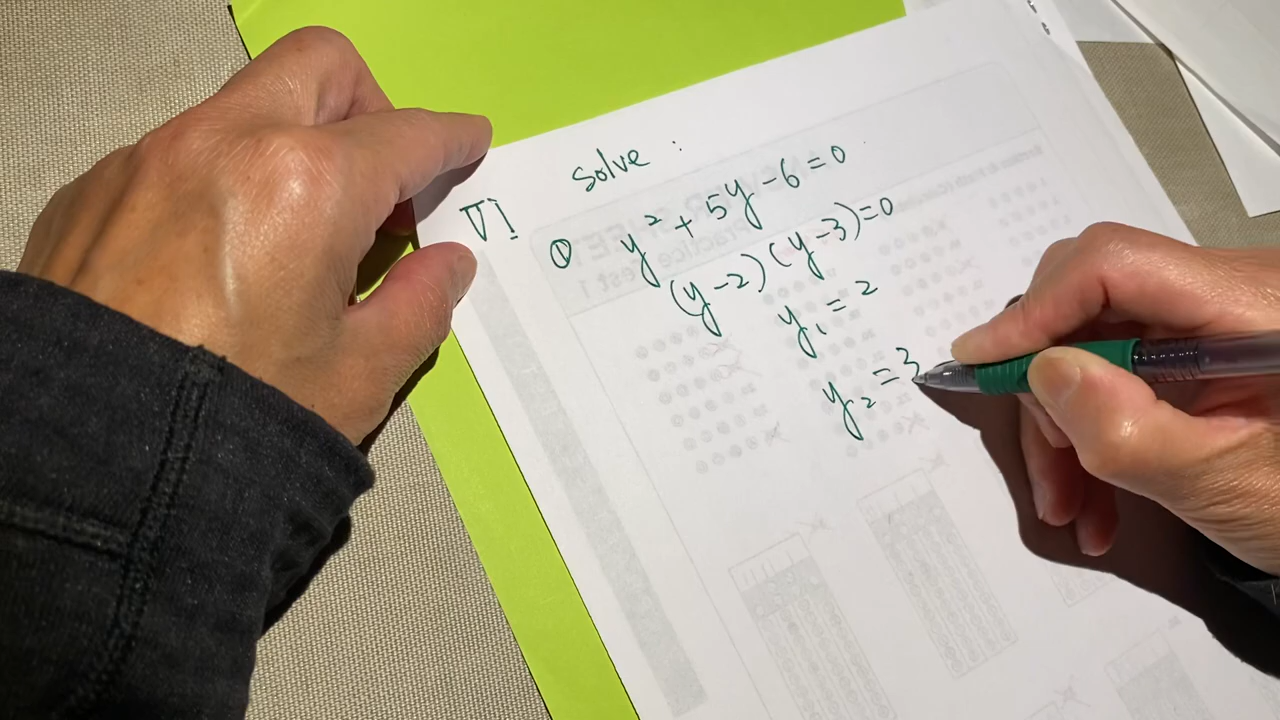 solve :
VI
① y² + 5y - 6 = 0
(y - 2) (y - 3) = 0
y₁ = 2
y₂ = 3